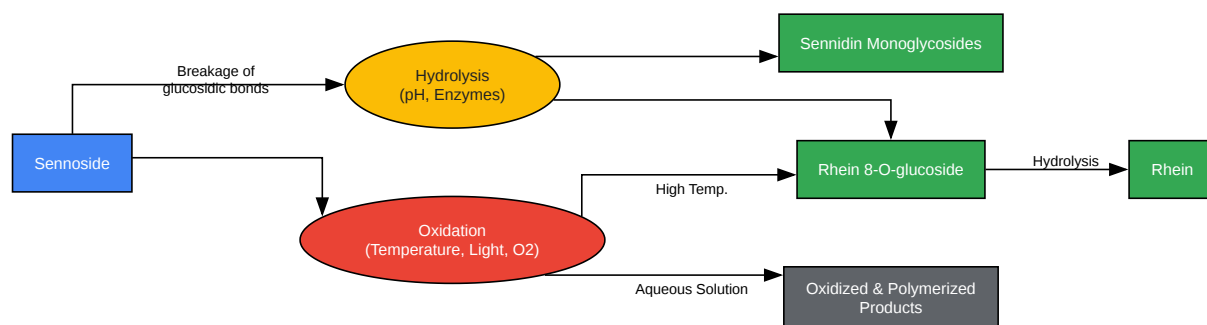 Sennidin Monoglycosides
Breakage of
glucosidic bonds
Hydrolysis
(pH, Enzymes)
Sennoside
Rhein 8-O-glucoside
Hydrolysis
Rhein
High Temp.
Oxidation
(Temperature, Light, O2)
Aqueous Solution
Oxidized & Polymerized
Products